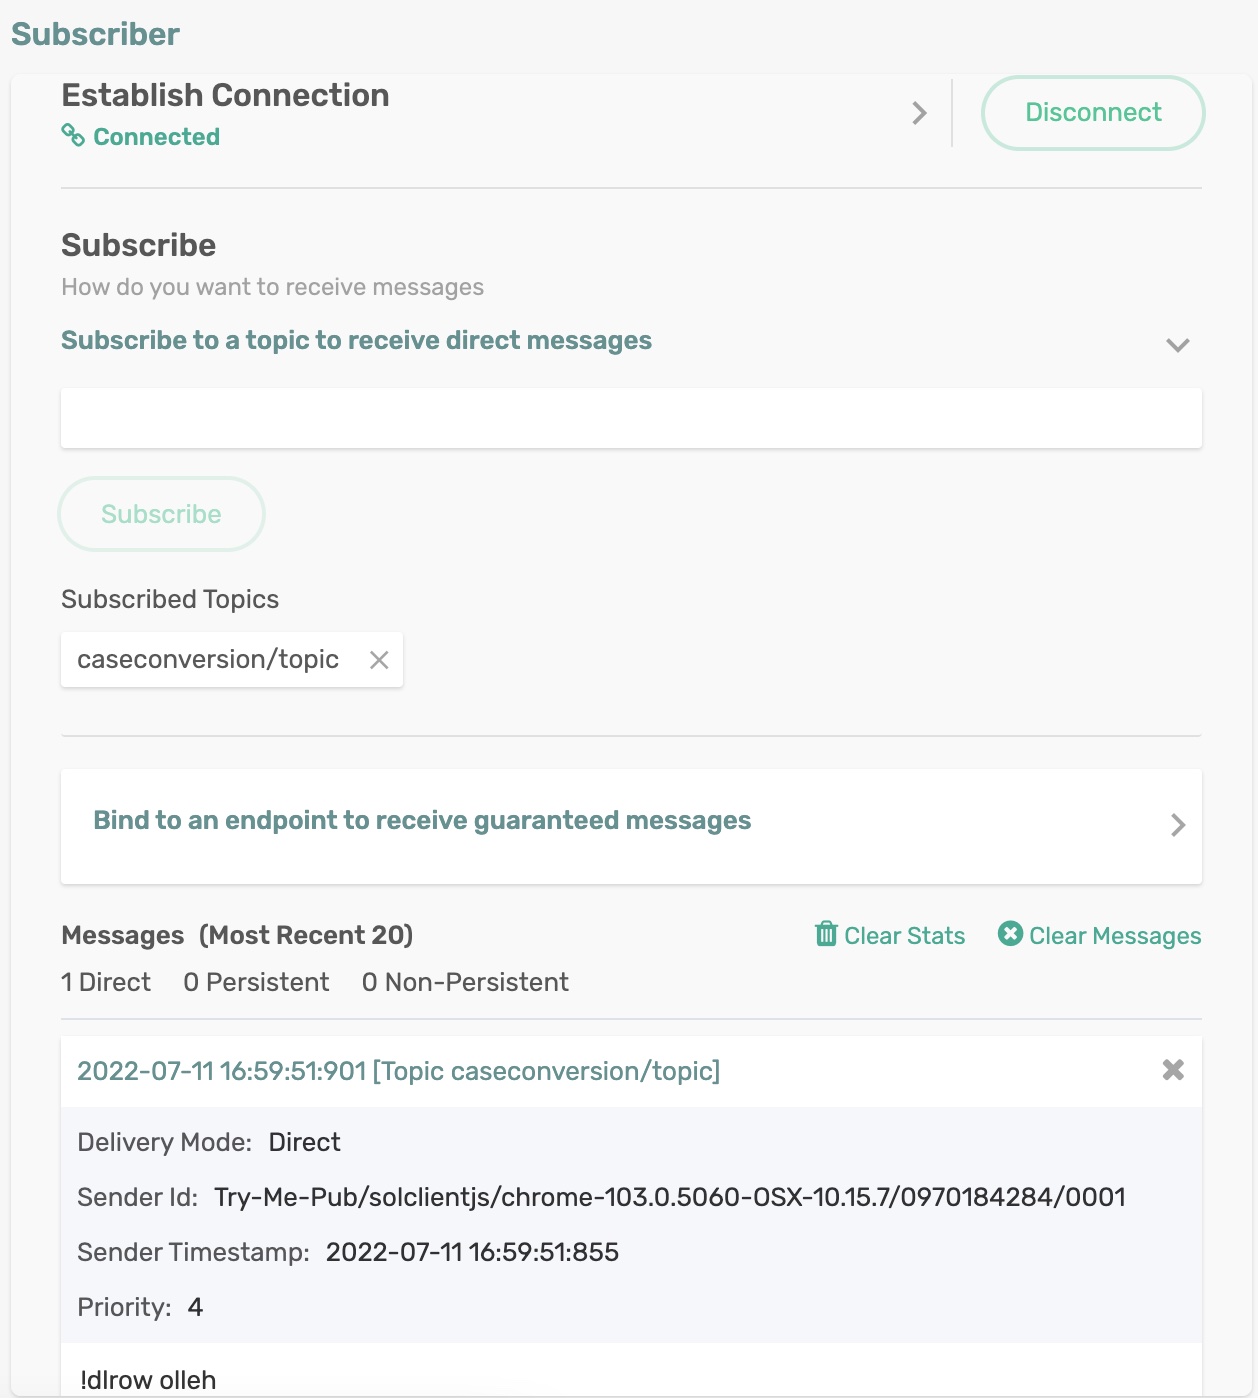 Subscriber
Establish Connection
Connected
Disconnect
Subscribe
How do you want to receive messages
Subscribe to a topic to receive direct messages
Subscribe
Subscribed Topics
caseconversion/topic
Bind to an endpoint to receive guaranteed messages
Messages (Most Recent 20)
Clear Stats
Clear Messages
1 Direct 0 Persistent 0 Non-Persistent
2022-07-11 16:59:51:901 [Topic caseconversion/topic]
Delivery Mode: Direct
Sender Id: Try-Me-Pub/solclientjs/chrome-103.0.5060-OSX-10.15.7/0970184284/0001
Sender Timestamp: 2022-07-11 16:59:51:855
Priority: 4
!dlrow olleh